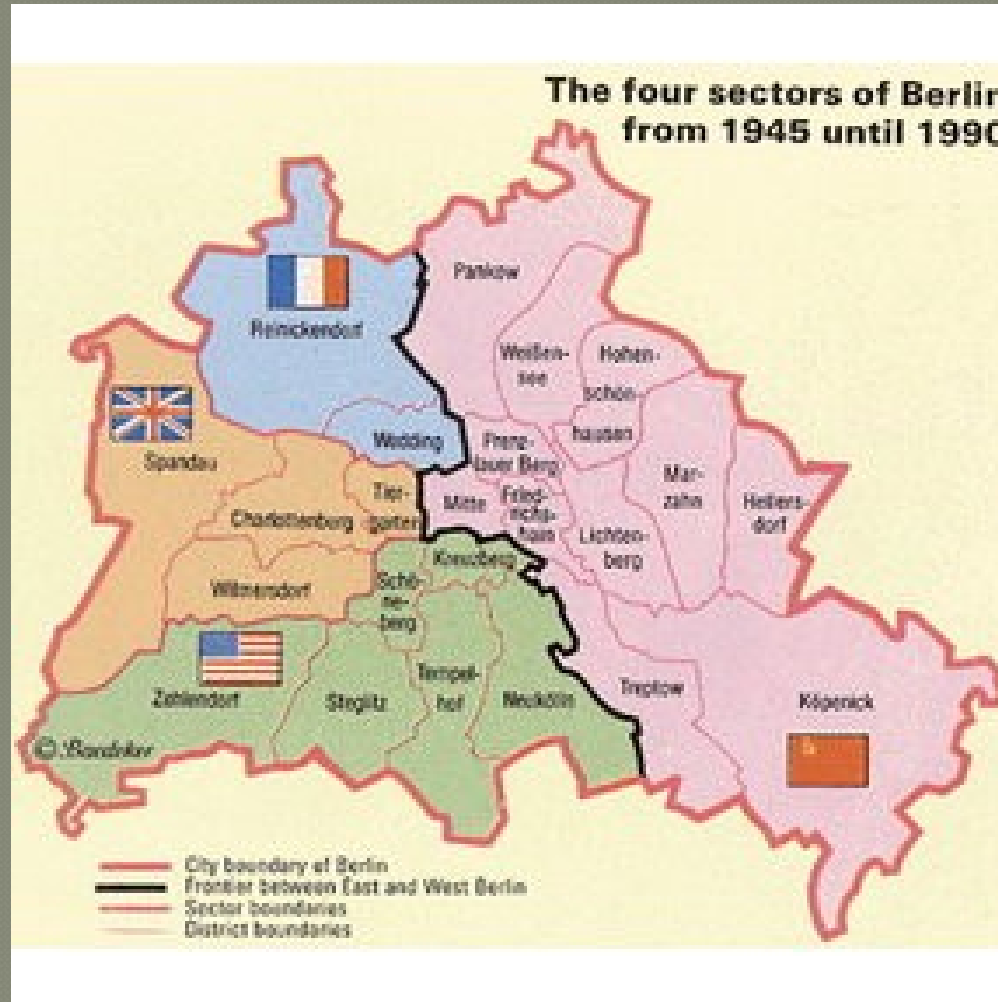 The four sectors of Berlin
from 1945 until 1990
Pankow
Reinickendorf
Weißen-
see
Hohen-
schön-
hausen
Wedding
Prenz-
lauer Berg
Spandau
Mar-
zahn
Tier-
garten
Mitte
Fried-
richs-
hain
Hellers-
dorf
Charlottenburg
Lichten-
berg
Kreuzberg
Wilmersdorf
Schö-
ne-
berg
Zehlendorf
Steglitz
Tempel-
hof
Neukölln
Treptow
Köpenick
© Baedeker
City boundary of Berlin
Frontier between East and West Berlin
Sector boundaries
District boundaries